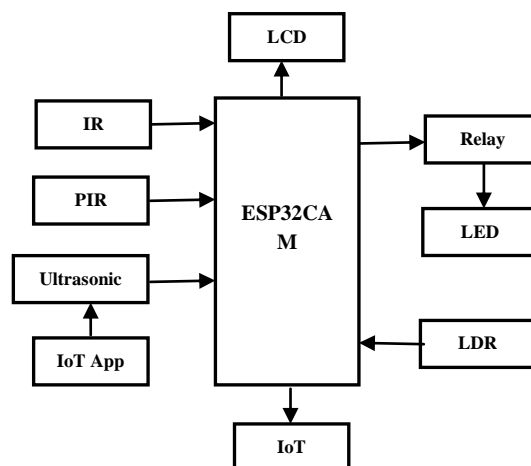 LCD
IR
Relay
PIR
ESP32CA
M
LED
Ultrasonic
LDR
IoT App
IoT